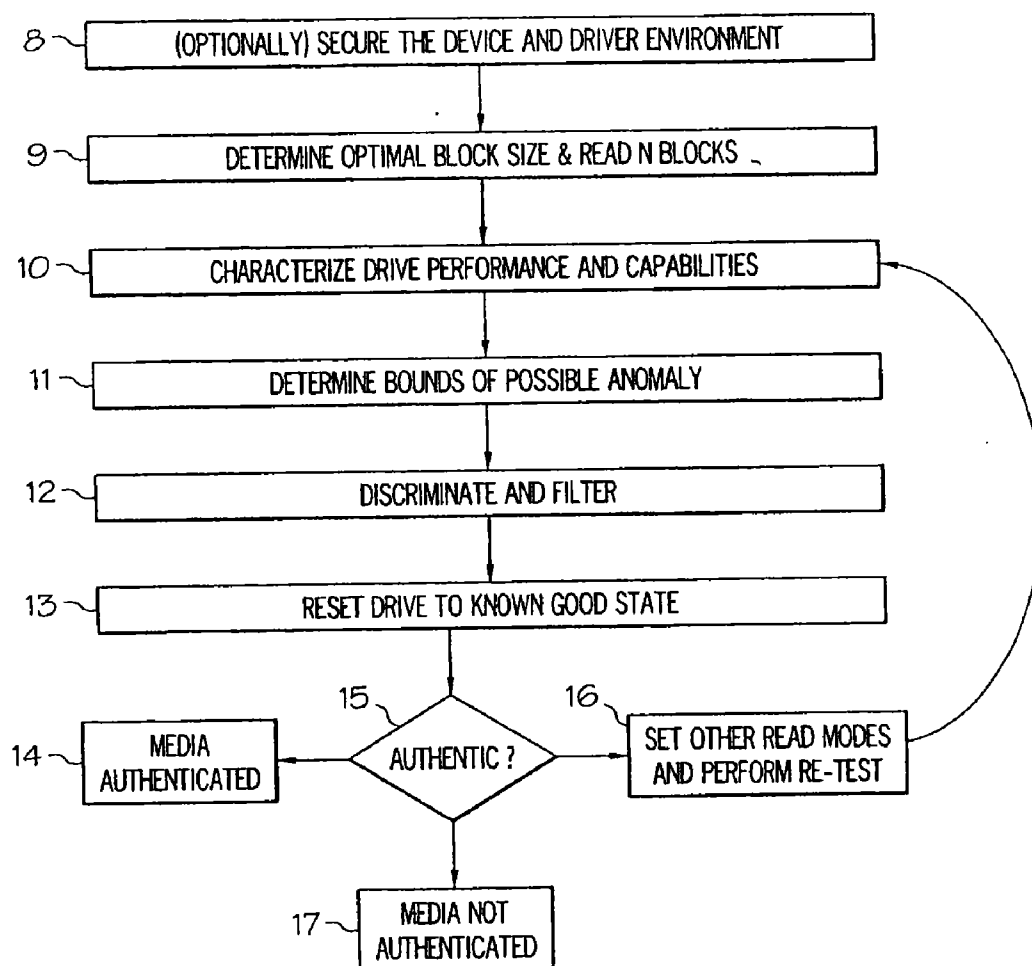 8
(OPTIONALLY) SECURE THE DEVICE AND DRIVER ENVIRONMENT
9
DETERMINE OPTIMAL BLOCK SIZE & READ N BLOCKS
10
CHARACTERIZE DRIVE PERFORMANCE AND CAPABILITIES
11
DETERMINE BOUNDS OF POSSIBLE ANOMALY
12
DISCRIMINATE AND FILTER
13
RESET DRIVE TO KNOWN GOOD STATE
15
AUTHENTIC ?
14
MEDIA
AUTHENTICATED
16
SET OTHER READ MODES
AND PERFORM RE-TEST
17
MEDIA NOT
AUTHENTICATED